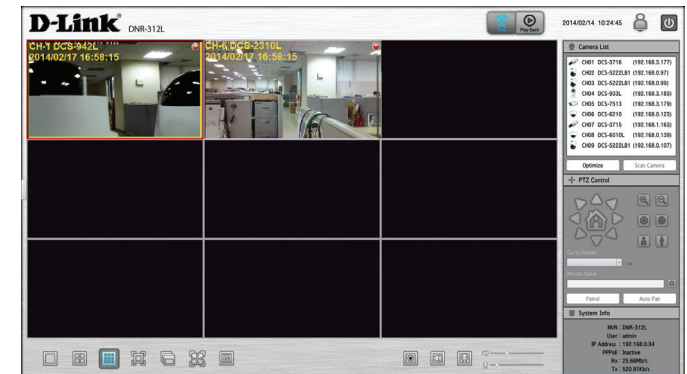 D-Link DNR-312L
Play Back
2014/02/14 10:24:45
CH-1 DCS-942L
2014/02/17 16:58:15
DCS-2310L
2014/02/17 16:58:15
Camera List
CH01 DCS-3716 (192.168.3.177)
CH02 DCS-5222LB1 (192.168.0.97)
CH03 DCS-5222LB1 (192.168.0.99)
CH04 DCS-933L (192.168.3.183)
CH05 DCS-7513 (192.168.3.179)
CH06 DCS-6210 (192.168.0.123)
CH07 DCS-3715 (192.168.1.163)
CH08 DCS-6010L (192.168.0.139)
CH09 DCS-5222LB1 (192.168.0.107)
Optimize Scan Camera
PTZ Control
Go to Preset
Preset Name
Patrol Auto Pan
System Info
NVR : DNR-312L
User : admin
IP Address : 192.168.0.34
PPPoE : Inactive
Rx : 25.66Mb/s
Tx : 520.91Kb/s